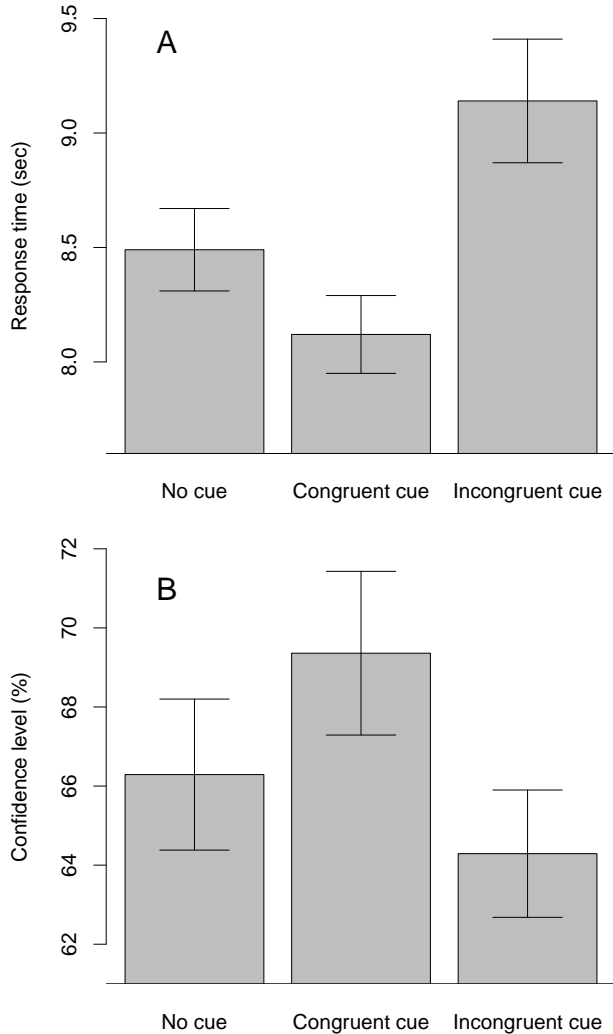 A
Response time (sec)
9.5
9.0
8.5
8.0
No cue Congruent cue Incongruent cue
B
Confidence level (%)
72
70
68
66
64
62
No cue Congruent cue Incongruent cue